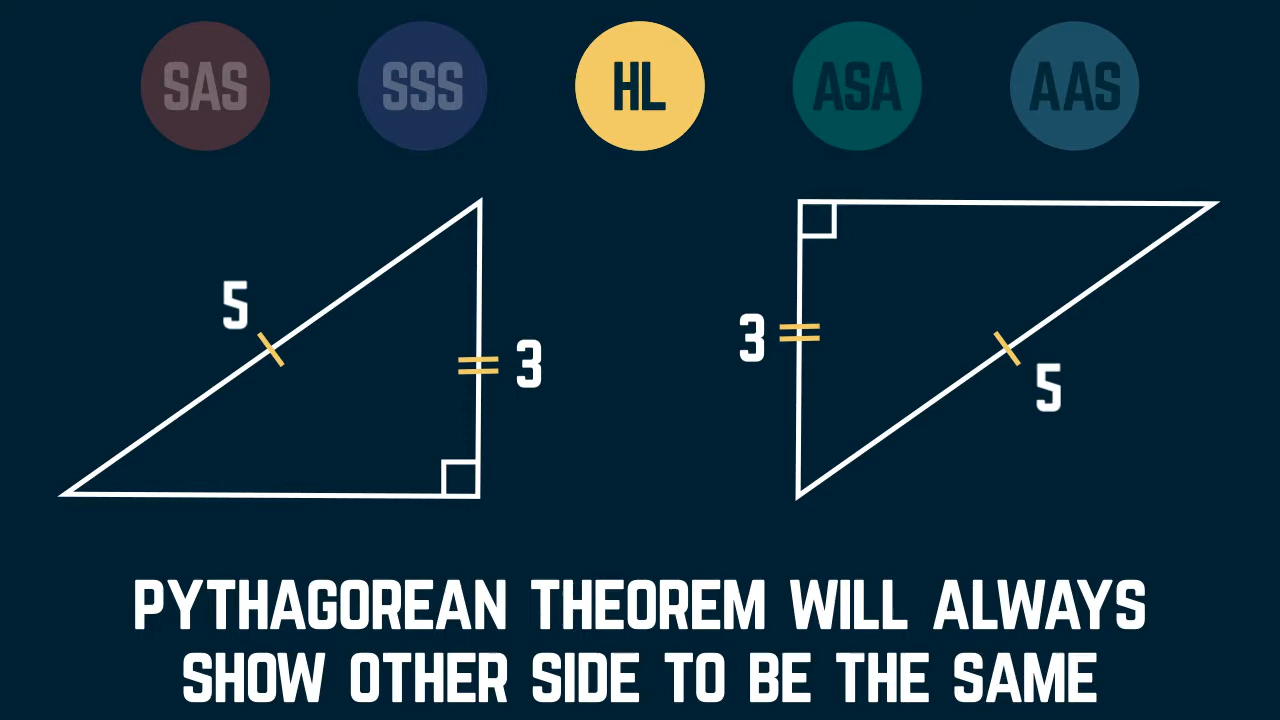 SAS SSS HL ASA AAS
5 3 3 5
PYTHAGOREAN THEOREM WILL ALWAYS
SHOW OTHER SIDE TO BE THE SAME